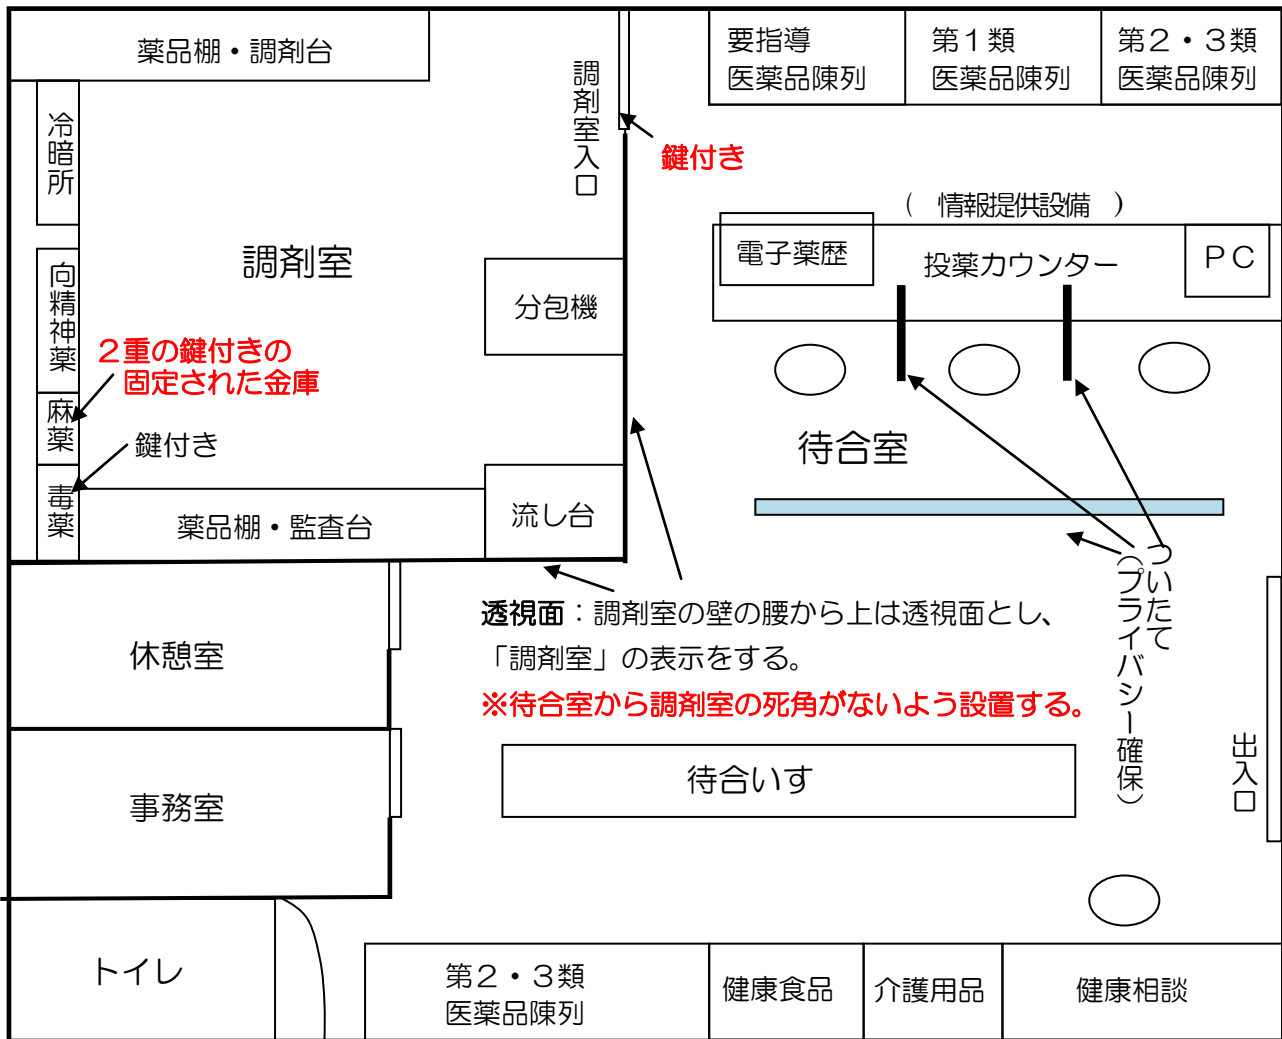 薬品棚・調剤台
調剤室入口
要指導
医薬品陳列
第１類
医薬品陳列
第２・３類
医薬品陳列
冷暗所
鍵付き
（　情報提供設備　）
電子薬歴
投薬カウンター
ＰＣ
調剤室
向精神薬
分包機
２重の鍵付きの
固定された金庫
麻薬
鍵付き
待合室
毒薬
薬品棚・監査台
流し台
ついたて
（プライバシー確保）
透視面：調剤室の壁の腰から上は透視面とし、
「調剤室」の表示をする。
※待合室から調剤室の死角がないよう設置する。
休憩室
出入口
待合いす
事務室
トイレ
第２・３類
医薬品陳列
健康食品
介護用品
健康相談